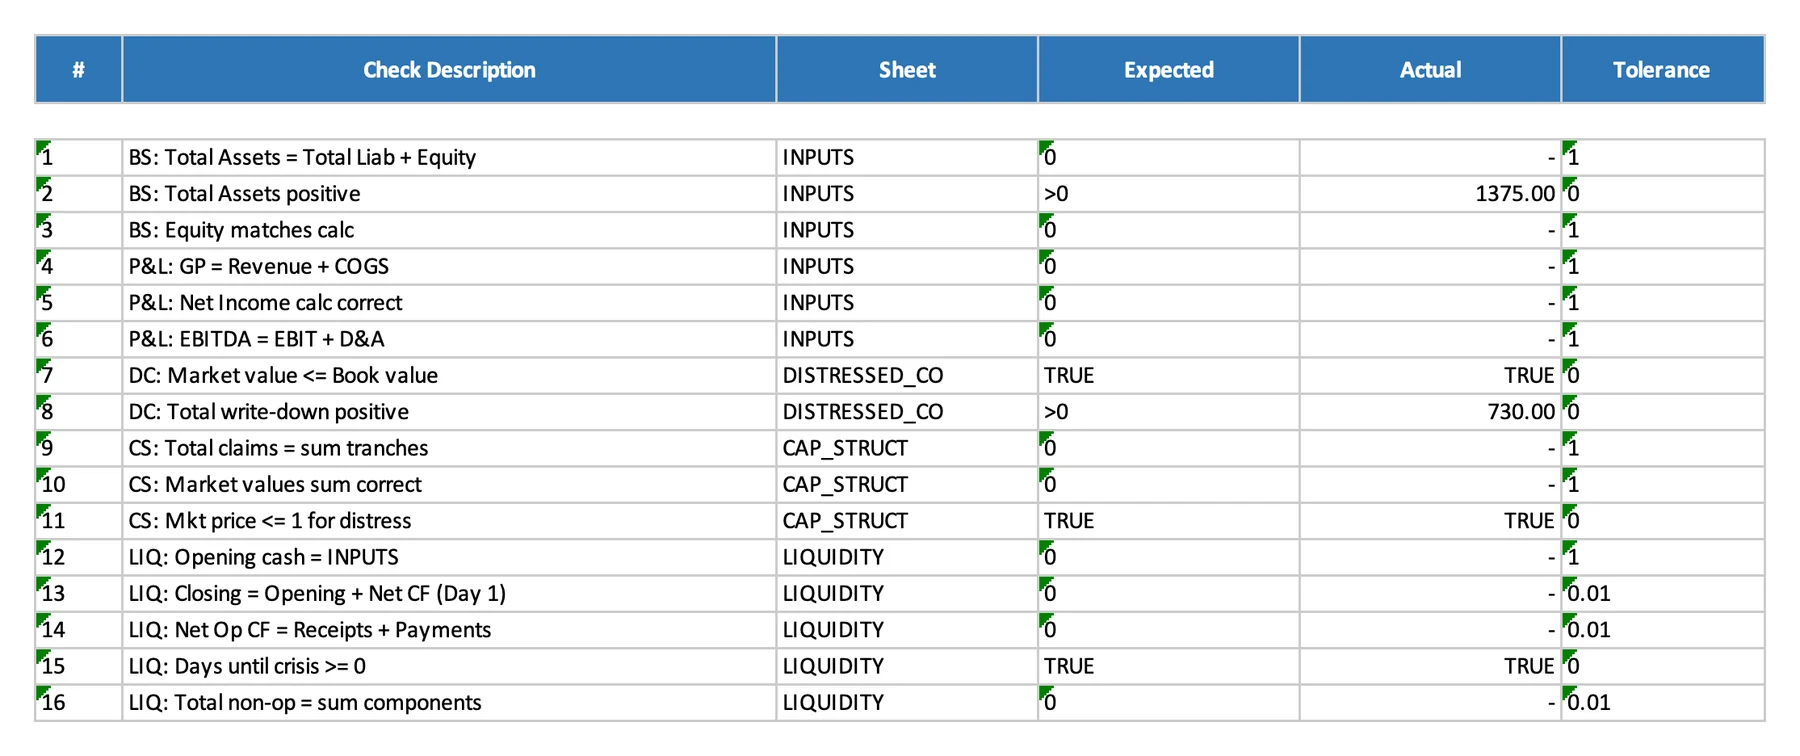 # Check Description Sheet Expected Actual Tolerance
1 BS: Total Assets = Total Liab + Equity INPUTS 0 - 1
2 BS: Total Assets positive INPUTS >0 1375.00 0
3 BS: Equity matches calc INPUTS 0 - 1
4 P&L: GP = Revenue + COGS INPUTS 0 - 1
5 P&L: Net Income calc correct INPUTS 0 - 1
6 P&L: EBITDA = EBIT + D&A INPUTS 0 - 1
7 DC: Market value <= Book value DISTRESSED_CO TRUE TRUE 0
8 DC: Total write-down positive DISTRESSED_CO >0 730.00 0
9 CS: Total claims = sum tranches CAP_STRUCT 0 - 1
10 CS: Market values sum correct CAP_STRUCT 0 - 1
11 CS: Mkt price <= 1 for distress CAP_STRUCT TRUE TRUE 0
12 LIQ: Opening cash = INPUTS LIQUIDITY 0 - 1
13 LIQ: Closing = Opening + Net CF (Day 1) LIQUIDITY 0 - 0.01
14 LIQ: Net Op CF = Receipts + Payments LIQUIDITY 0 - 0.01
15 LIQ: Days until crisis >= 0 LIQUIDITY TRUE TRUE 0
16 LIQ: Total non-op = sum components LIQUIDITY 0 - 0.01